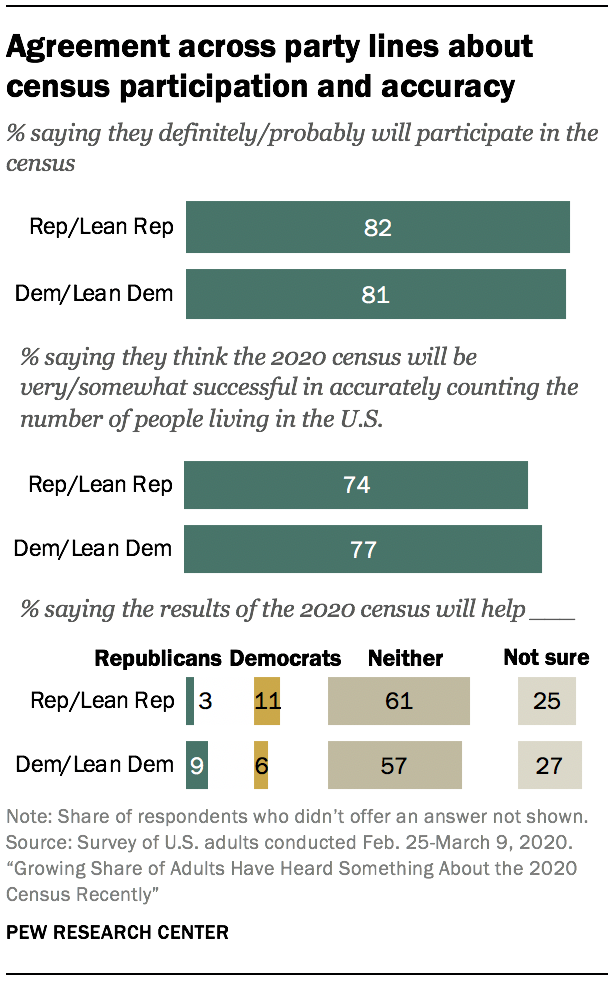 Agreement across party lines about
census participation and accuracy
% saying they definitely/probably will participate in the
census
Rep/Lean Rep 82
Dem/Lean Dem 81
% saying they think the 2020 census will be
very/somewhat successful in accurately counting the
number of people living in the U.S.
Rep/Lean Rep 74
Dem/Lean Dem 77
% saying the results of the 2020 census will help ____
Republicans Democrats Neither Not sure
Rep/Lean Rep 3 11 61 25
Dem/Lean Dem 9 6 57 27
Note: Share of respondents who didn’t offer an answer not shown.
Source: Survey of U.S. adults conducted Feb. 25-March 9, 2020.
“Growing Share of Adults Have Heard Something About the 2020
Census Recently”
PEW RESEARCH CENTER